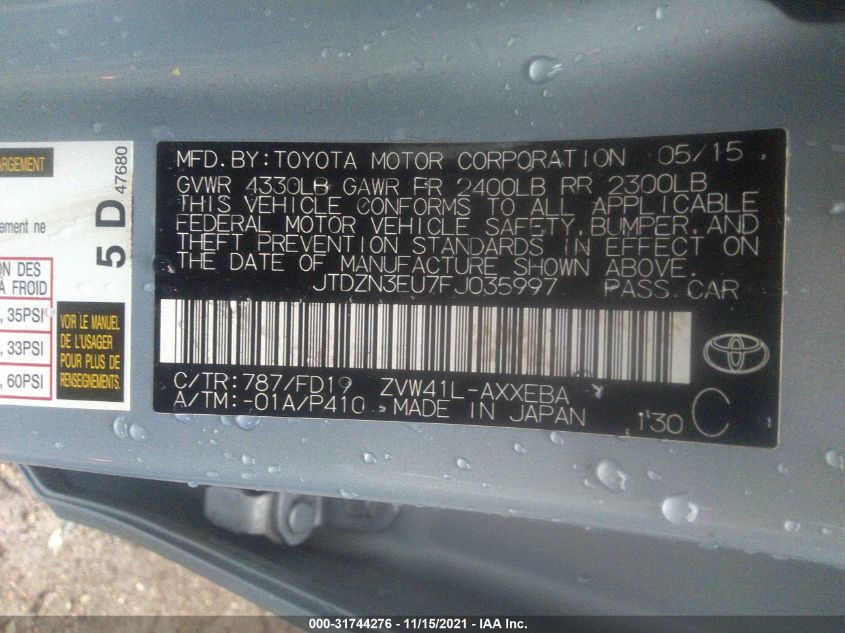 ARGEMENT
ement ne
ON DES
À FROID
, 35PSI
, 33PSI
, 60PSI
5 D
47680
VOIR LE MANUEL
DE L'USAGER
POUR PLUS DE
RENSEIGNEMENTS
MFD. BY: TOYOTA MOTOR CORPORATION 05/15
GVWR 4330LB GAWR FR 2400LB RR 2300LB
THIS VEHICLE CONFORMS TO ALL APPLICABLE
FEDERAL MOTOR VEHICLE SAFETY, BUMPER, AND
THEFT PREVENTION STANDARDS IN EFFECT ON
THE DATE OF MANUFACTURE SHOWN ABOVE.
JTDZN3EU7FJ035997 PASS. CAR
C/TR: 787/FD19 ZVW41L-AXXEBA
A/TM: -01A/P410 MADE IN JAPAN
1'30 C
000-31744276 - 11/15/2021 - IAA Inc.